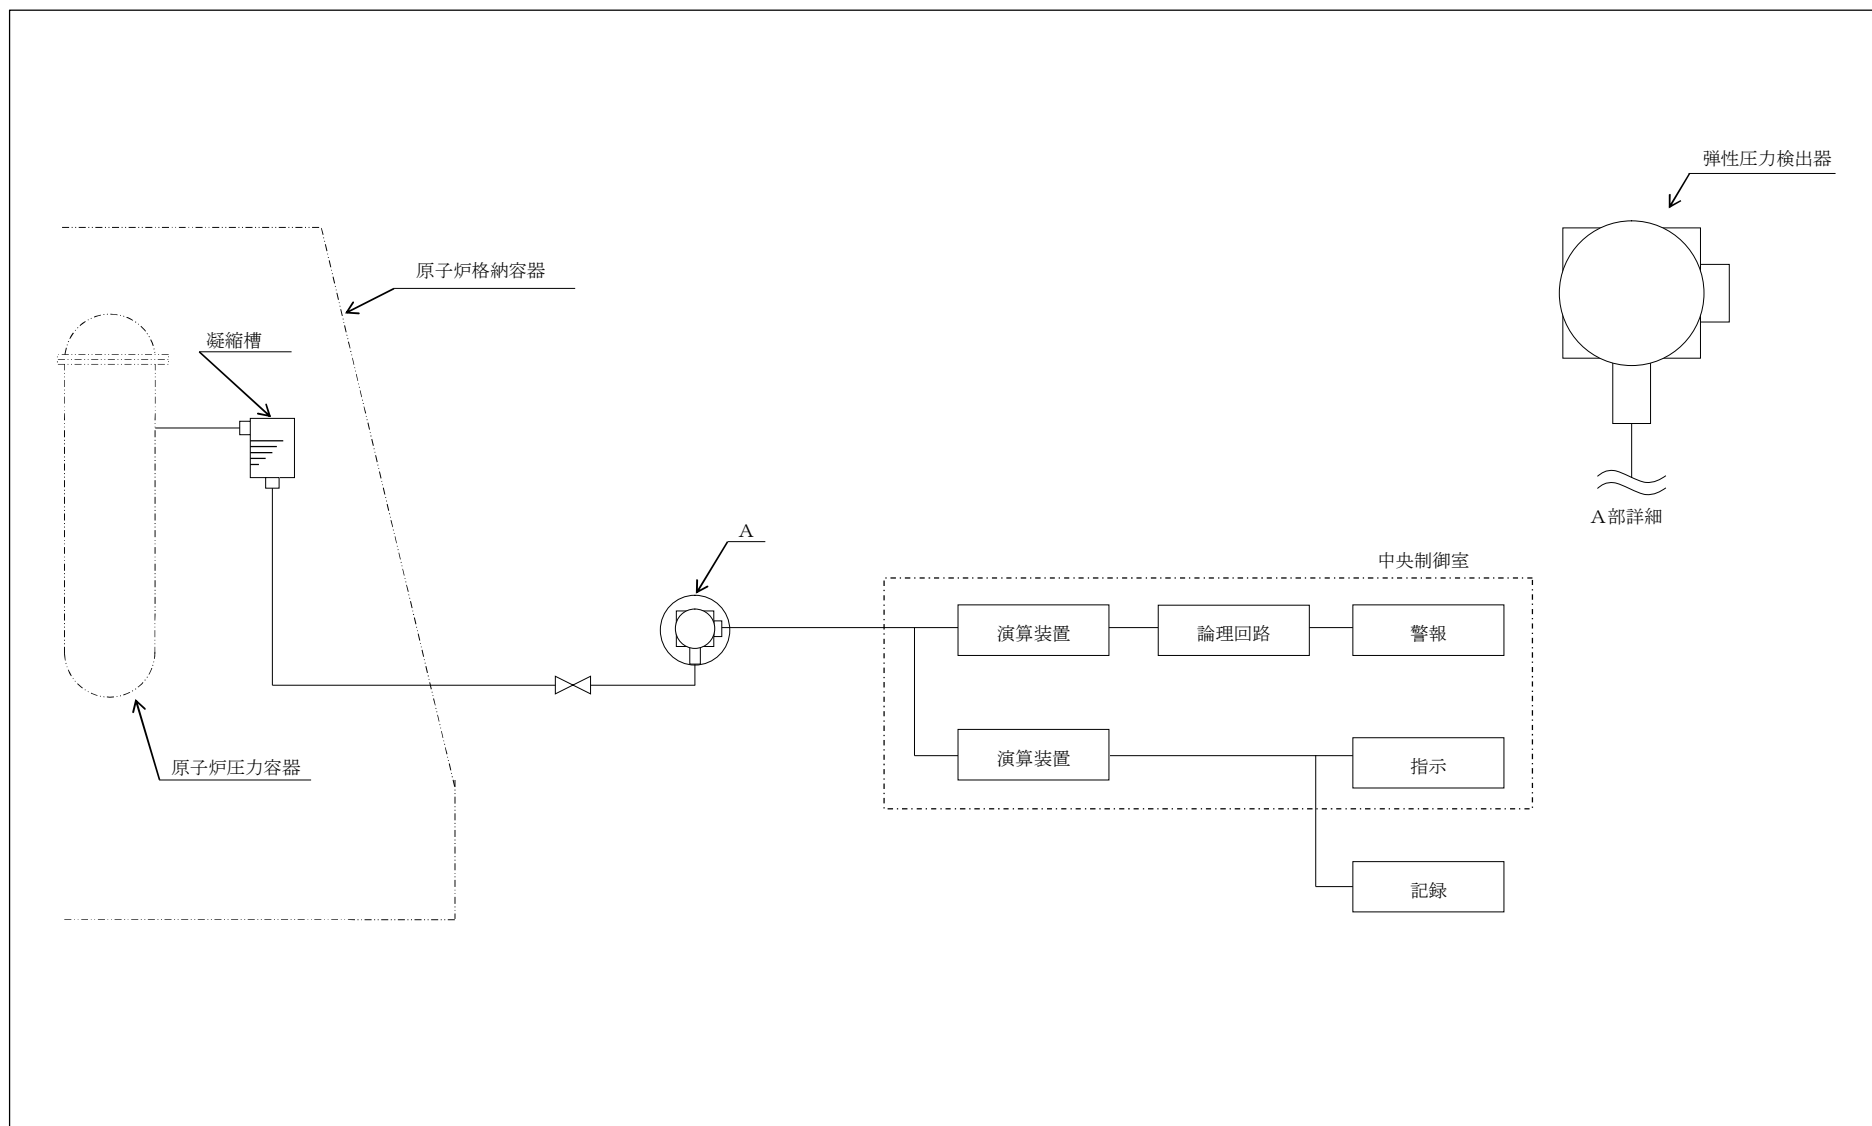 弾性圧力検出器
原子炉格納容器
凝縮槽
A部詳細
A
中央制御室
演算装置
論理回路
警報
演算装置
指示
原子炉圧力容器
記録